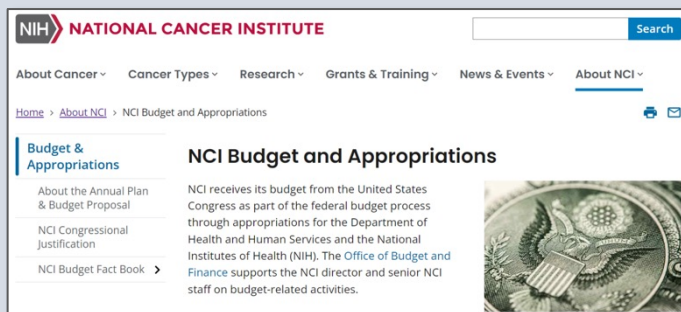 NIH NATIONAL CANCER INSTITUTE
Search
About Cancer Cancer Types Research Grants & Training News & Events About NCI
Home > About NCI > NCI Budget and Appropriations
Budget &
Appropriations
About the Annual Plan
& Budget Proposal
NCI Congressional
Justification
NCI Budget Fact Book >
NCI Budget and Appropriations
NCI receives its budget from the United States
Congress as part of the federal budget process
through appropriations for the Department of
Health and Human Services and the National
Institutes of Health (NIH). The Office of Budget and
Finance supports the NCI director and senior NCI
staff on budget-related activities.